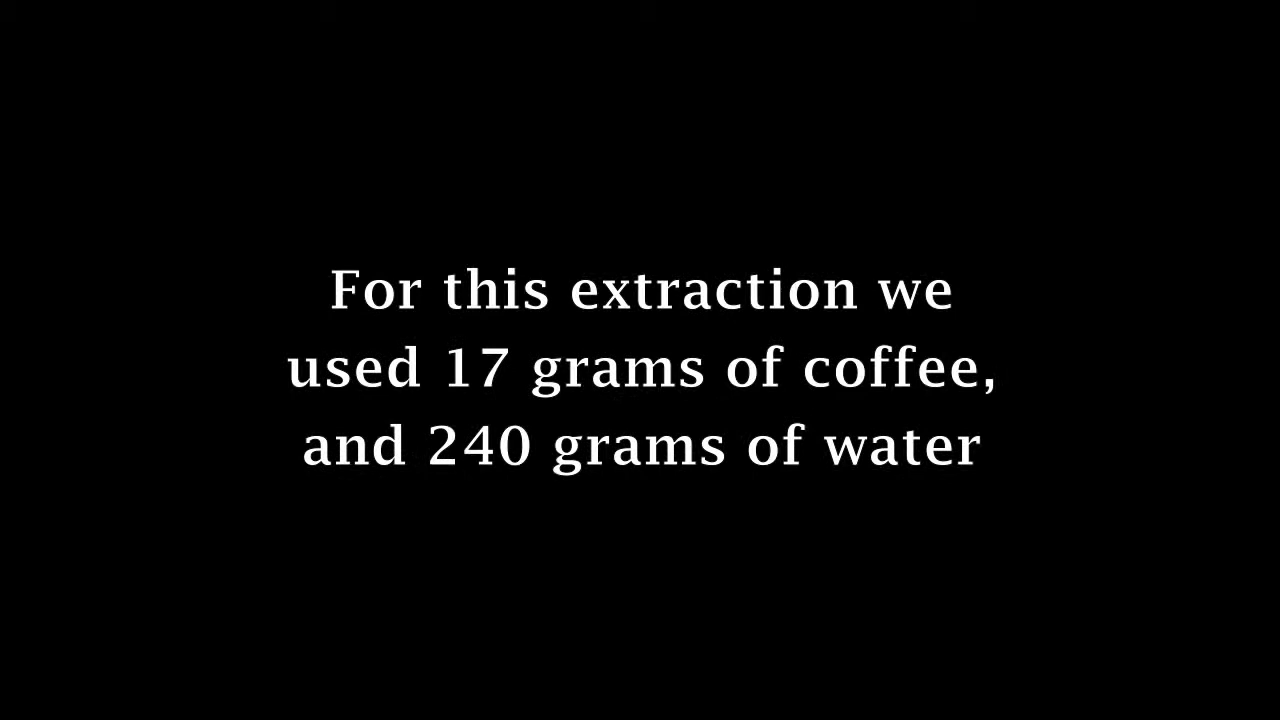 For this extraction we
used 17 grams of coffee,
and 240 grams of water